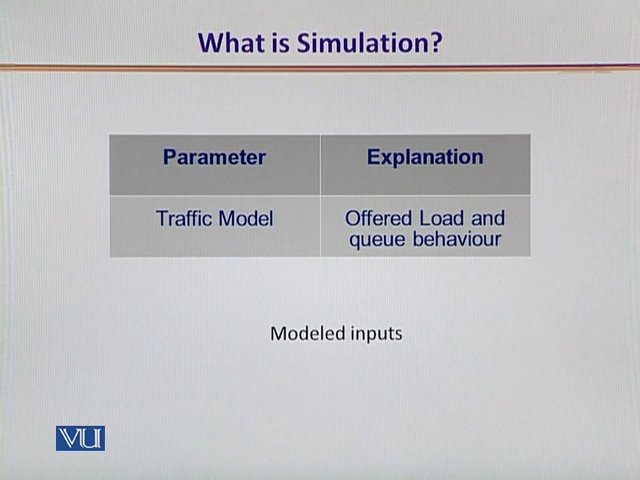 What is Simulation?
Parameter
Explanation
Traffic Model
Offered Load and
queue behaviour
Modeled inputs
VU